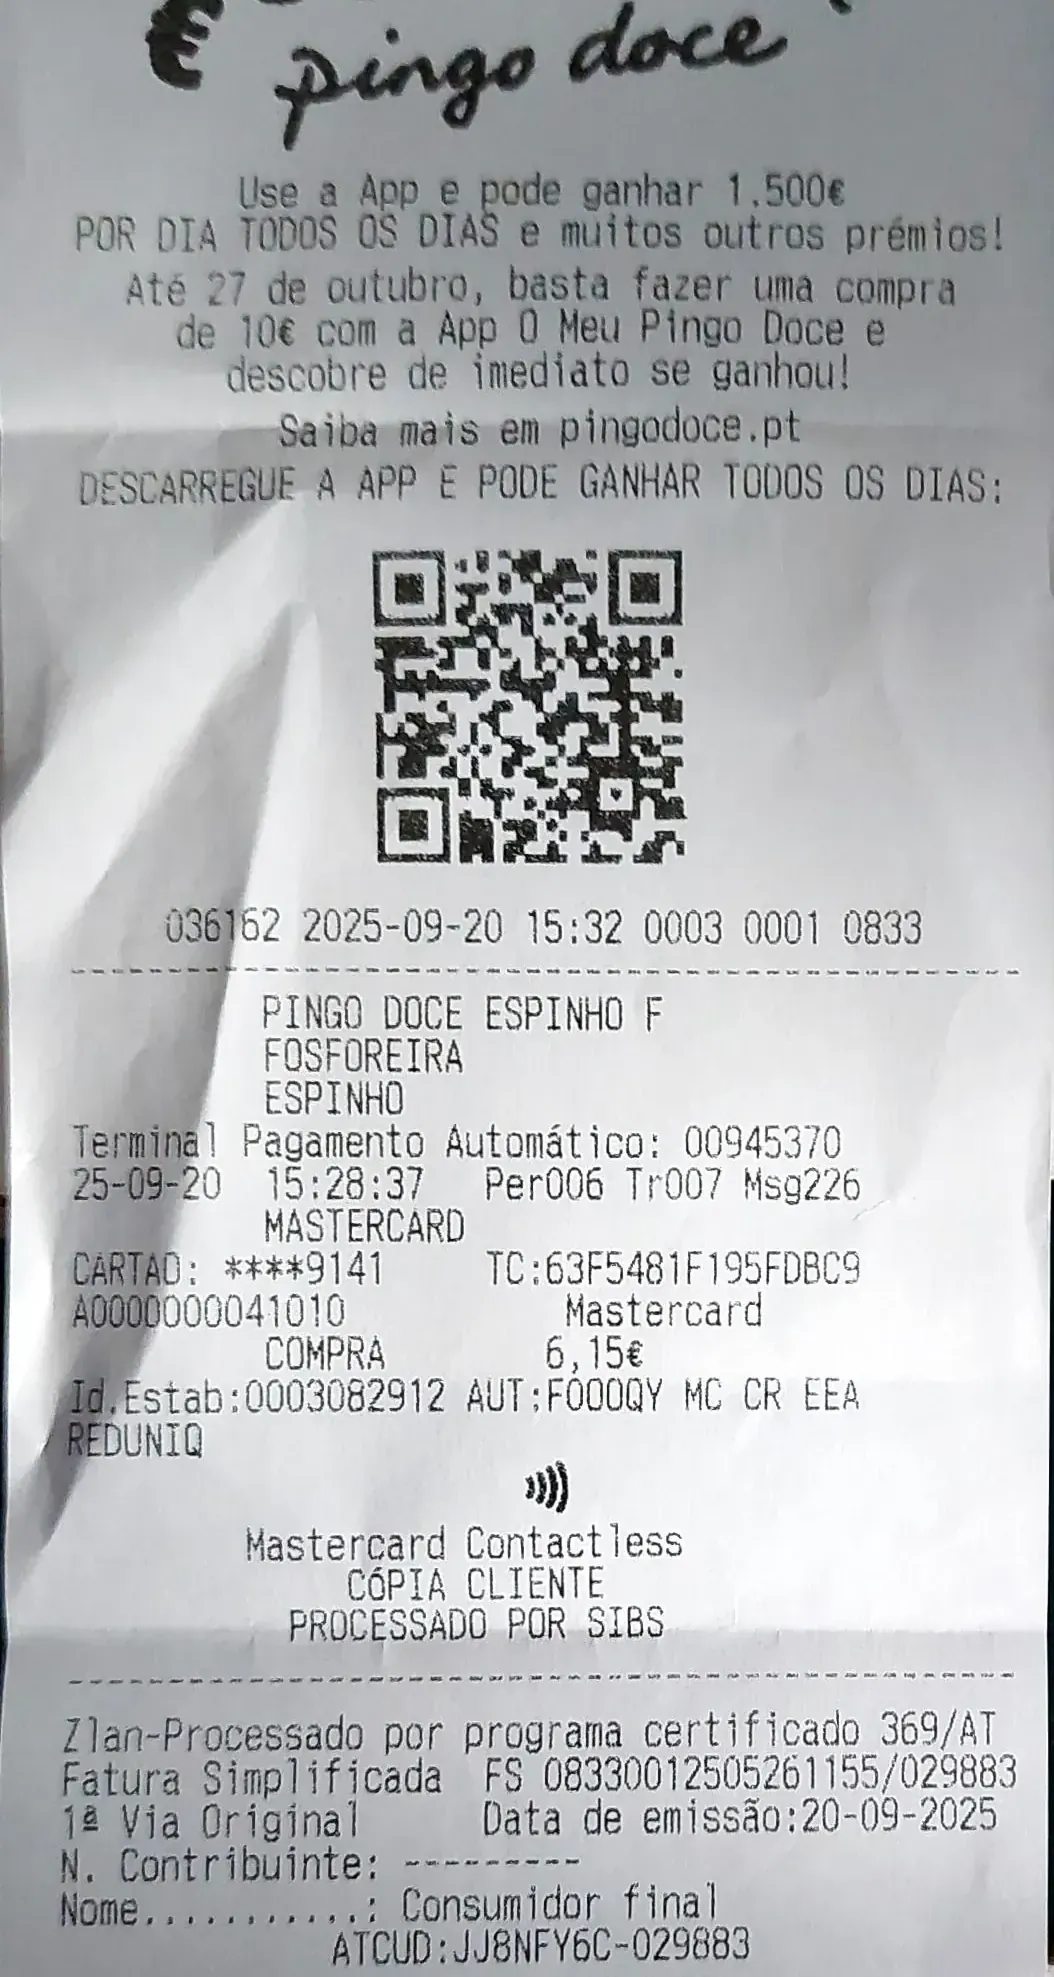 € pingo doce
Use a App e pode ganhar 1.500€
POR DIA TODOS OS DIAS e muitos outros prémios!
Até 27 de outubro, basta fazer uma compra
de 10€ com a App O Meu Pingo Doce e
descobre de imediato se ganhou!
Saiba mais em pingodoce.pt
DESCARREGUE A APP E PODE GANHAR TODOS OS DIAS:
036162 2025-09-20 15:32 0003 0001 0833
PINGO DOCE ESPINHO F
FOSFOREIRA
ESPINHO
Terminal Pagamento Automático: 00945370
25-09-20 15:28:37 Per006 Tr007 Msg226
MASTERCARD
CARTAO: ****9141 TC:63F5481F195FDBC9
A0000000041010 Mastercard
COMPRA 6,15€
Id.Estab:0003082912 AUT:F000QY MC CR EEA
REDUNIQ
Mastercard Contactless
CÓPIA CLIENTE
PROCESSADO POR SIBS
Zlan-Processado por programa certificado 369/AT
Fatura Simplificada FS 08330012505261155/029883
1ª Via Original Data de emissão:20-09-2025
N. Contribuinte: ---------
Nome...........: Consumidor final
ATCUD:JJ8NFY6C-029883